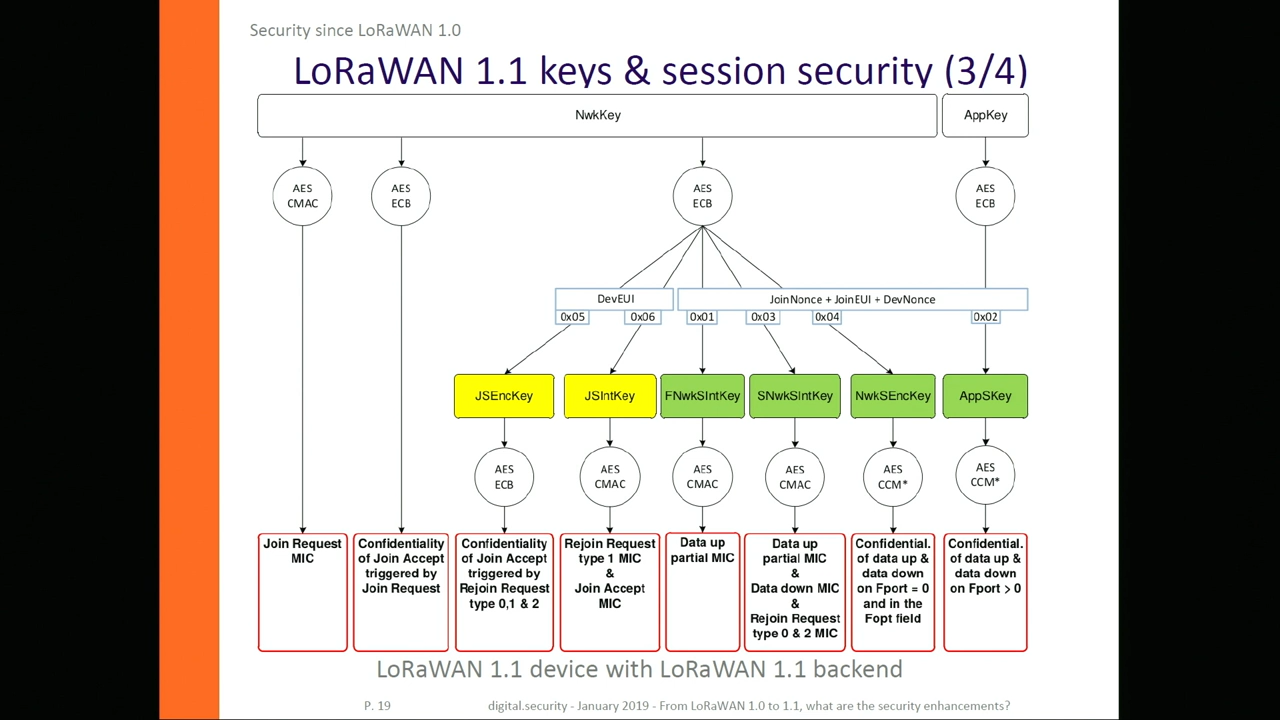 Security since LoRaWAN 1.0
LoRaWAN 1.1 keys & session security (3/4)
NwkKey
AppKey
AES
CMAC
AES
ECB
AES
ECB
AES
ECB
DevEUI
JoinNonce + JoinEUI + DevNonce
0x05
0x06
0x01
0x03
0x04
0x02
JSEncKey
JSIntKey
FNwkSIntKey
SNwkSIntKey
NwkSEncKey
AppSKey
AES
ECB
AES
CMAC
AES
CMAC
AES
CMAC
AES
CCM*
AES
CCM*
Join Request
MIC
Confidentiality
of Join Accept
triggered by
Join Request
Confidentiality
of Join Accept
triggered by
Rejoin Request
type 0,1 & 2
Rejoin Request
type 1 MIC
&
Join Accept
MIC
Data up
partial MIC
Data up
partial MIC
&
Data down MIC
&
Rejoin Request
type 0 & 2 MIC
Confidential.
of data up &
data down
on Fport = 0
and in the
Fopt field
Confidential.
of data up &
data down
on Fport > 0
LoRaWAN 1.1 device with LoRaWAN 1.1 backend
P. 19
digital.security - January 2019 - From LoRaWAN 1.0 to 1.1, what are the security enhancements?